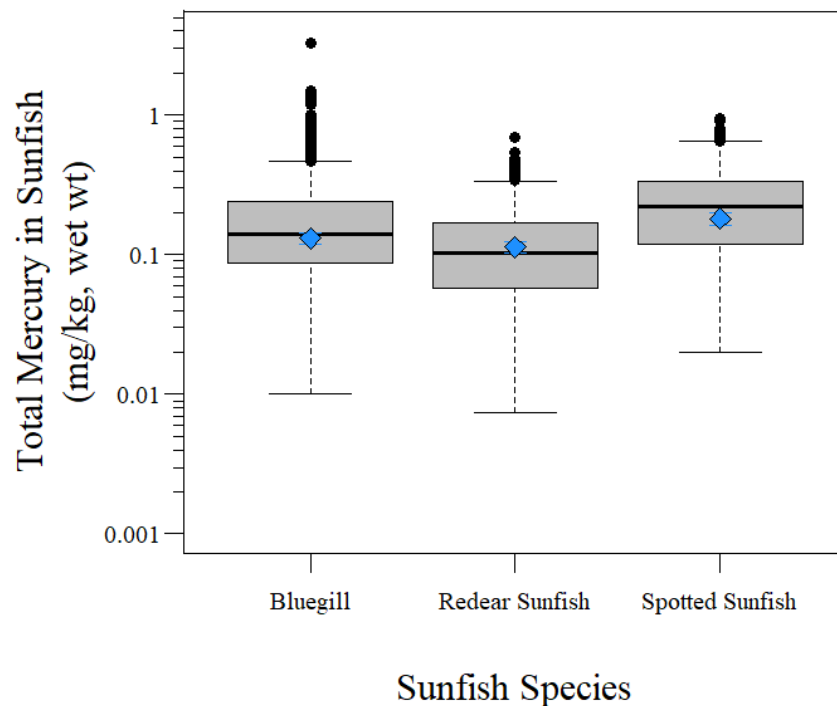 Total Mercury in Sunfish
(mg/kg, wet wt)
1
0.1
0.01
0.001
Bluegill
Redear Sunfish
Spotted Sunfish
Sunfish Species